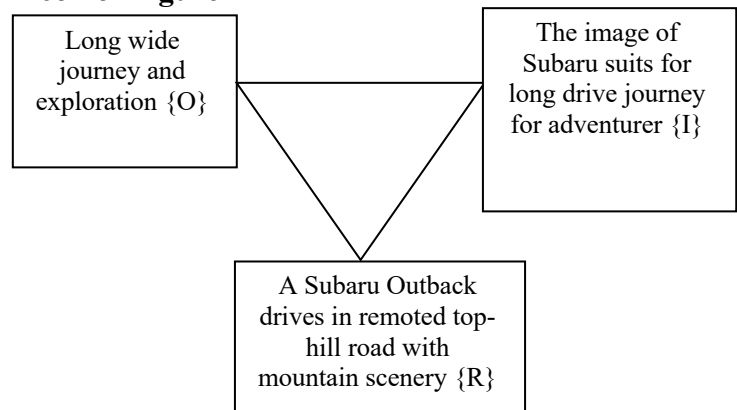 Long wide
journey and
exploration {O}
The image of
Subaru suits for
long drive journey
for adventurer {I}
A Subaru Outback
drives in remoted top-
hill road with
mountain scenery {R}